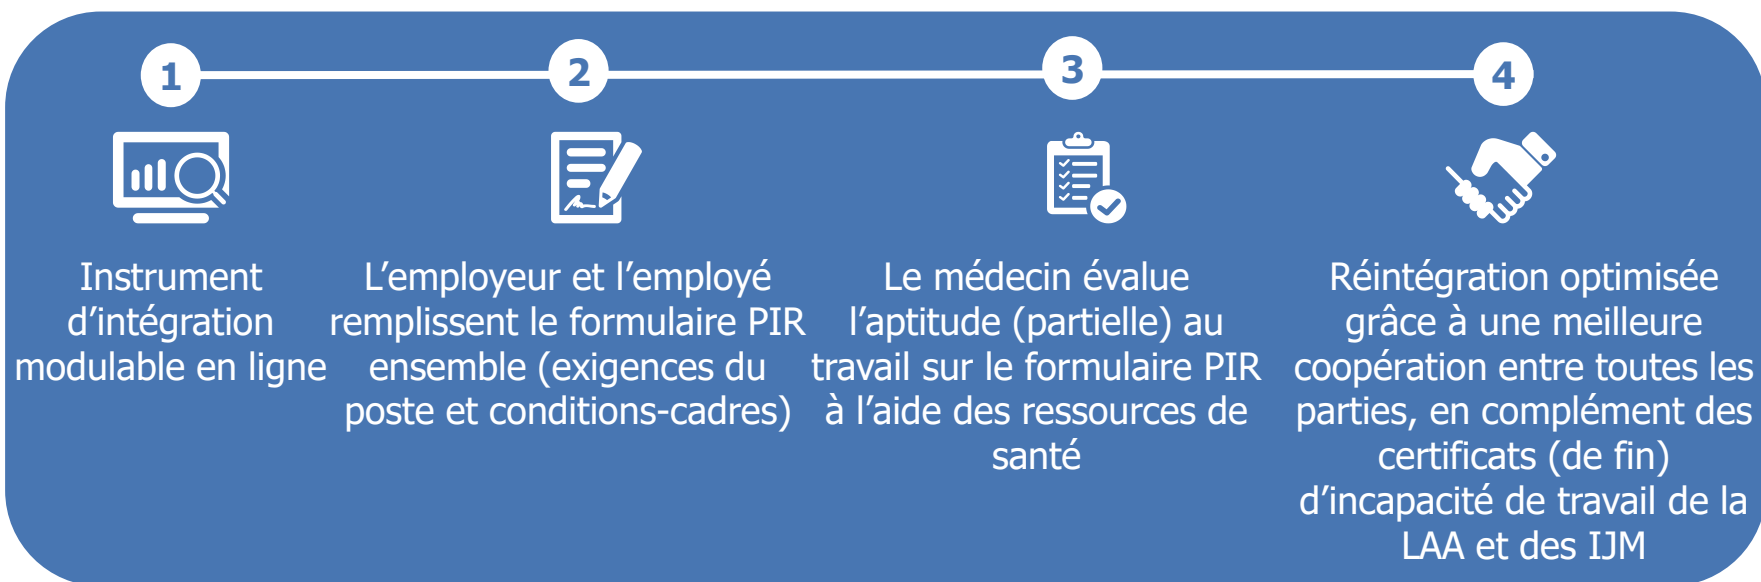 1
Instrument
d’intégration
modulable en ligne
2
L’employeur et l’employé
remplissent le formulaire PIR
ensemble (exigences du
poste et conditions-cadres)
3
Le médecin évalue
l’aptitude (partielle) au
travail sur le formulaire PIR
à l’aide des ressources de
santé
4
Réintégration optimisée
grâce à une meilleure
coopération entre toutes les
parties, en complément des
certificats (de fin)
d’incapacité de travail de la
LAA et des IJM